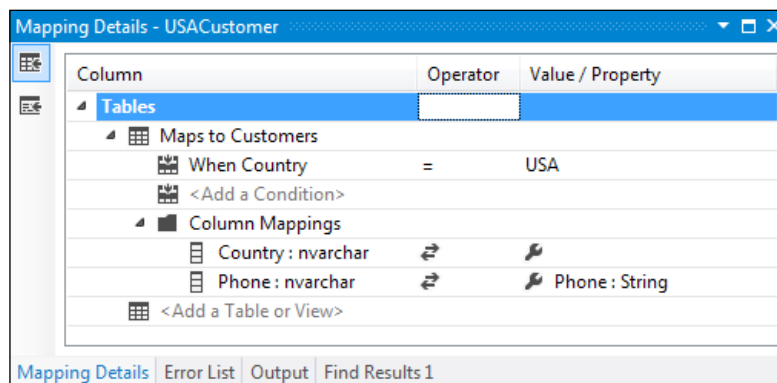 Mapping Details - USACustomer
Column Operator Value / Property
Tables
Maps to Customers
When Country = USA
<Add a Condition>
Column Mappings
Country : nvarchar
Phone : nvarchar Phone : String
<Add a Table or View>
Mapping Details Error List Output Find Results 1